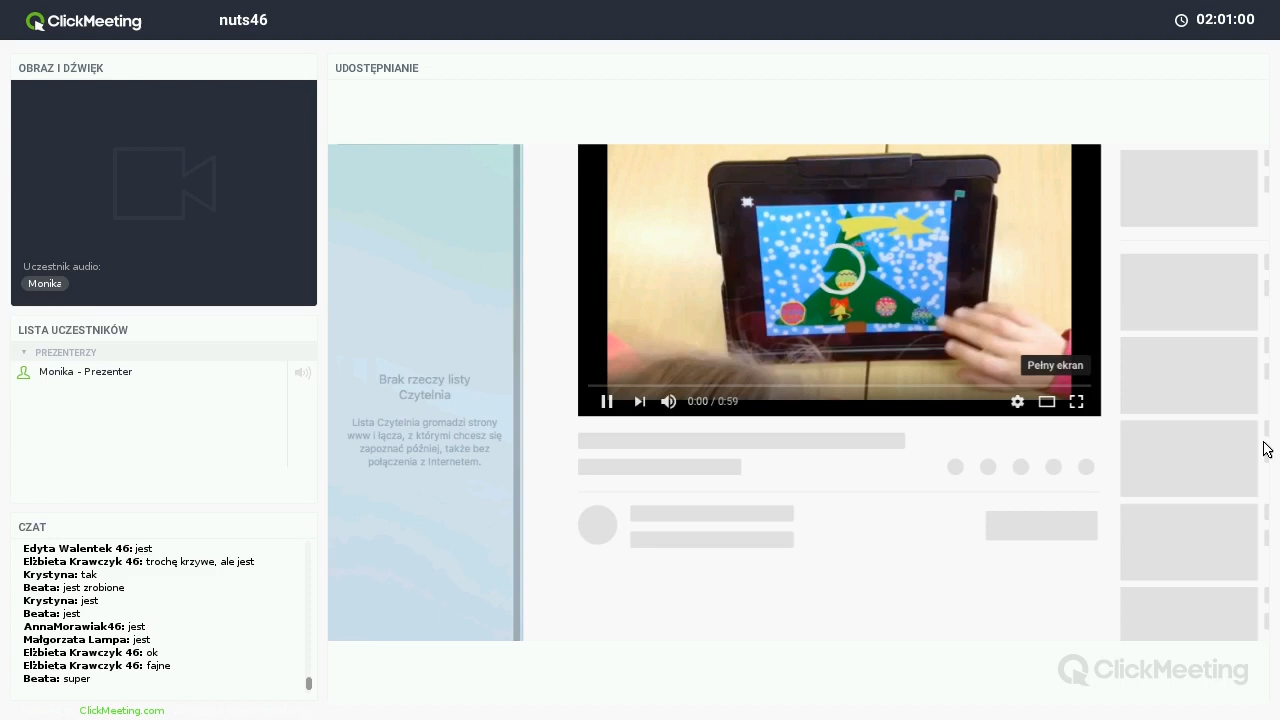 ClickMeeting
nuts46
02:01:00
OBRAZ I DŹWIĘK
Uczestnik audio:
Monika
LISTA UCZESTNIKÓW
PREZENTERZY
Monika - Prezenter
CZAT
Edyta Walentek 46: jest
Elżbieta Krawczyk 46: trochę krzywe, ale jest
Krystyna: tak
Beata: jest zrobione
Krystyna: jest
Beata: jest
AnnaMorawiak46: jest
Małgorzata Lampa: jest
Elżbieta Krawczyk 46: ok
Elżbieta Krawczyk 46: fajne
Beata: super
ClickMeeting.com
UDOSTĘPNIANIE
Brak rzeczy listy
Czytelnia
Lista Czytelnia gromadzi strony
www i łącza, z którymi chcesz się
zapoznać później, także bez
połączenia z Internetem.
Pełny ekran
0:00 / 0:59
ClickMeeting